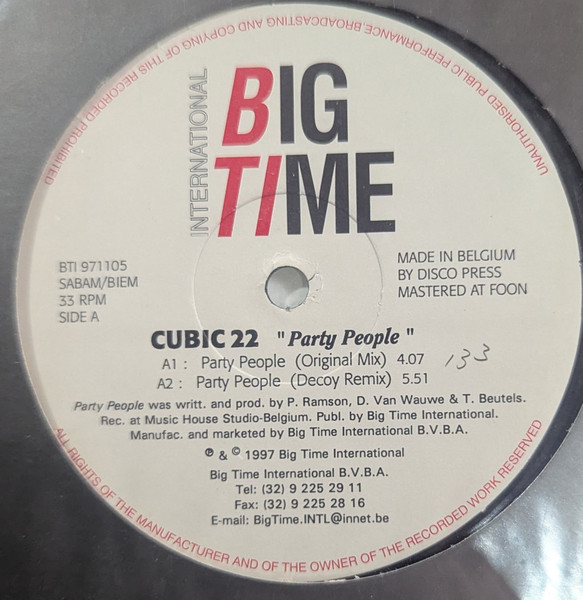 UNAUTHORISED PUBLIC PERFORMANCE, BROADCASTING AND COPYING OF THIS RECORDED PROHIBITED
INTERNATIONAL
BIG
TIME
BTI 971105
SABAM/BIEM
33 RPM
SIDE A
MADE IN BELGIUM
BY DISCO PRESS
MASTERED AT FOON
CUBIC 22 "Party People"
A1 : Party People (Original Mix) 4.07
133
A2 : Party People (Decoy Remix) 5.51
Party People was writt. and prod. by P. Ramson, D. Van Wauwe & T. Beutels.
Rec. at Music House Studio-Belgium. Publ. by Big Time International.
Manufac. and marketed by Big Time International B.V.B.A.
℗ & © 1997 Big Time International
Big Time International B.V.B.A.
Tel: (32) 9 225 29 11
Fax: (32) 9 225 28 16
E-mail: BigTime.INTL@innet.be
ALL RIGHTS OF THE MANUFACTURER AND OF THE OWNER OF THE RECORDED WORK RESERVED